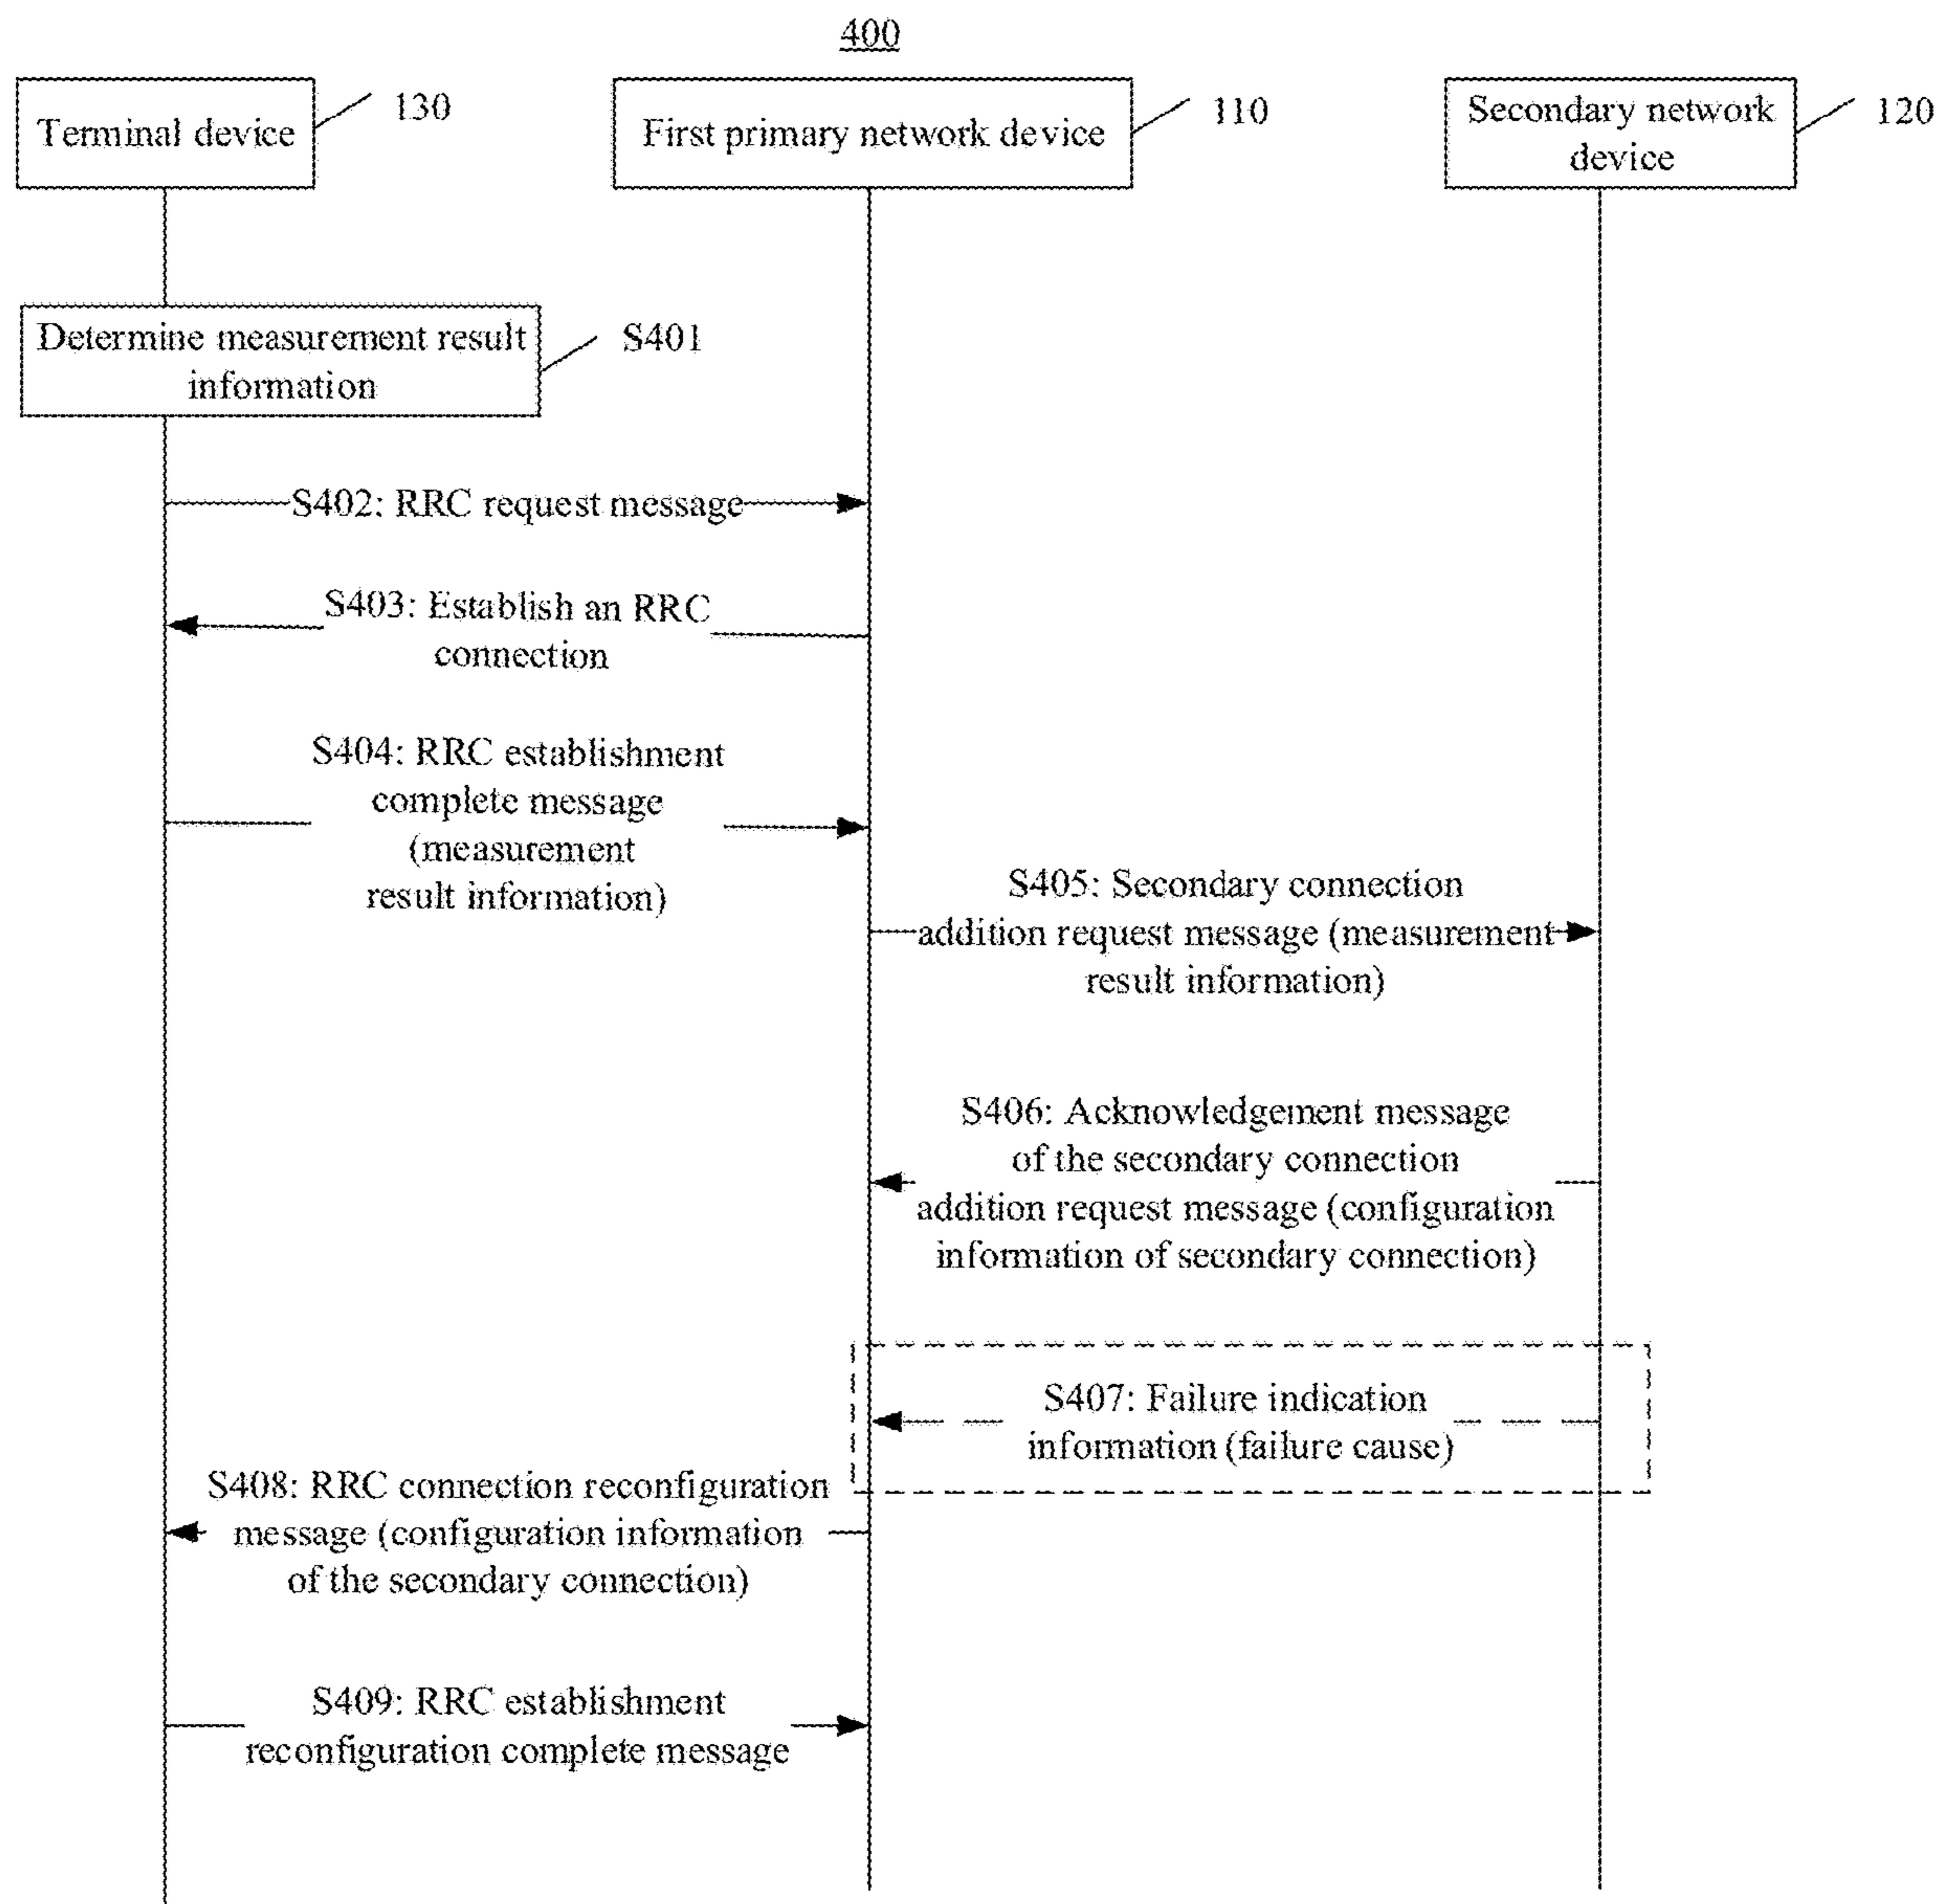 400
Terminal device
130
First primary network device
110
Secondary network
device
120
Determine measurement result
information
S401
S402: RRC request message
S403: Establish an RRC
connection
S404: RRC establishment
complete message
(measurement
result information)
S405: Secondary connection
addition request message (measurement
result information)
S406: Acknowledgement message
of the secondary connection
addition request message (configuration
information of secondary connection)
S407: Failure indication
information (failure cause)
S408: RRC connection reconfiguration
message (configuration information
of the secondary connection)
S409: RRC establishment
reconfiguration complete message